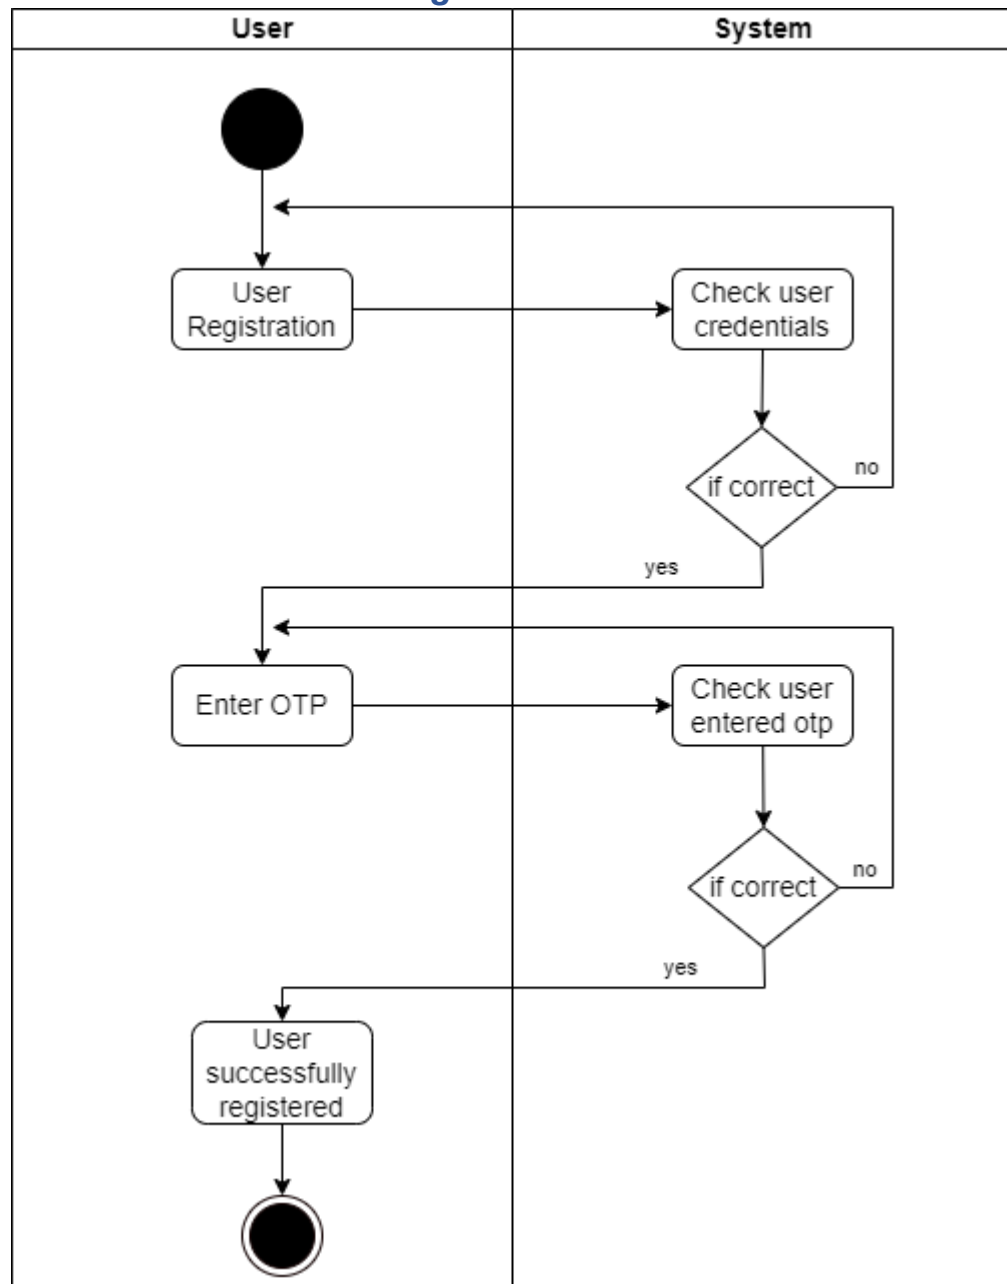 User
System
User
Registration
Check user
credentials
if correct
no
yes
Enter OTP
Check user
entered otp
if correct
no
yes
User
successfully
registered